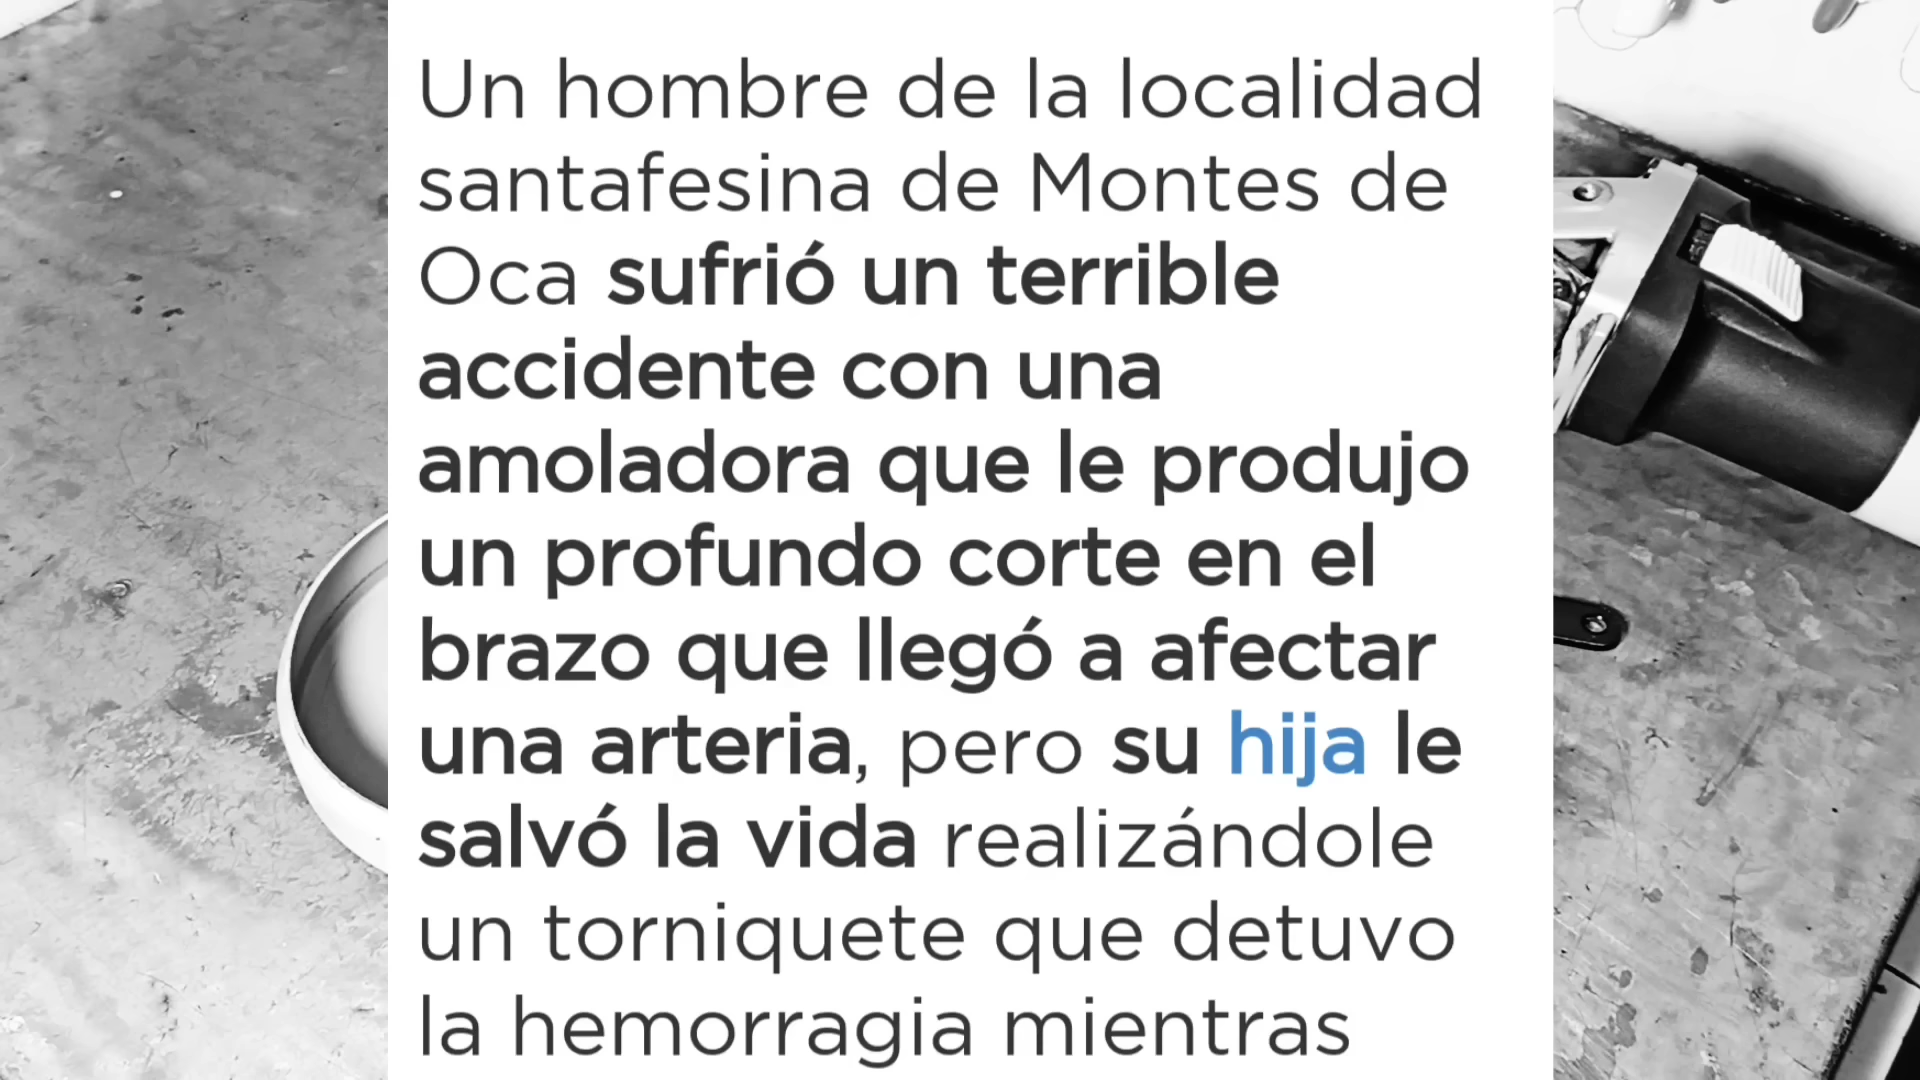 Un hombre de la localidad
santafesina de Montes de
Oca sufrió un terrible
accidente con una
amoladora que le produjo
un profundo corte en el
brazo que llegó a afectar
una arteria, pero su hija le
salvó la vida realizándole
un torniquete que detuvo
la hemorragia mientras